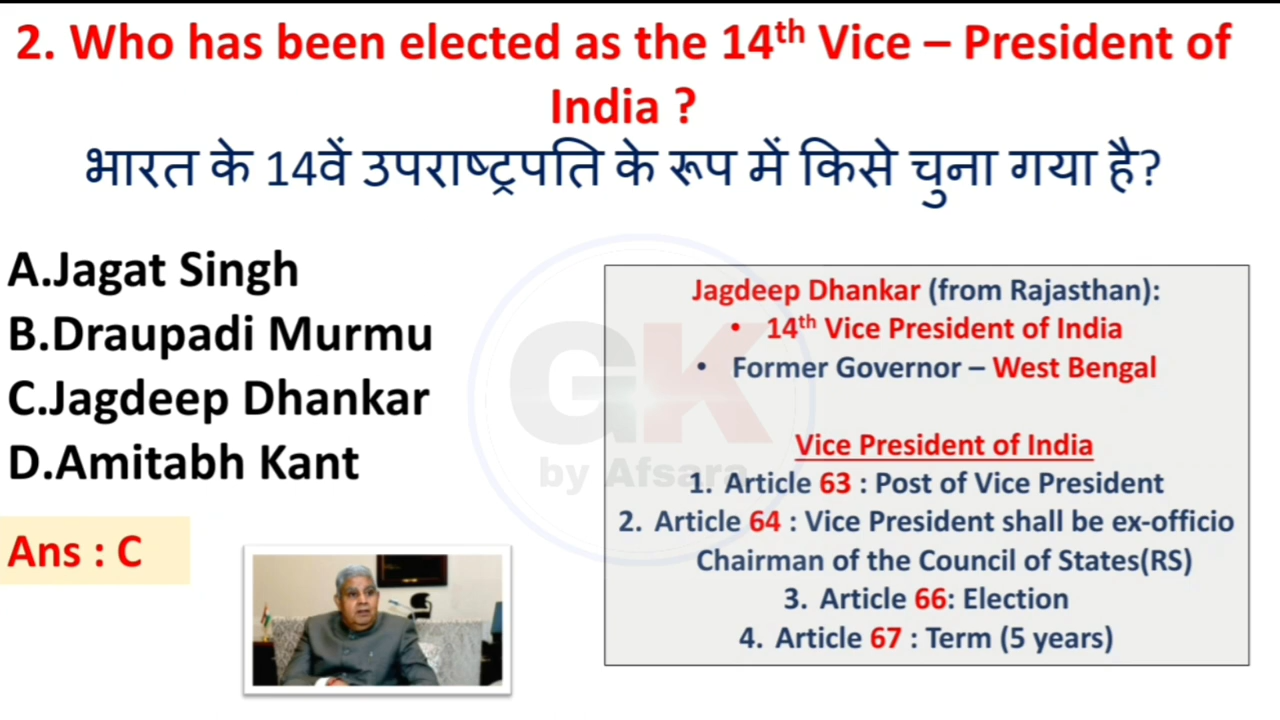 2. Who has been elected as the 14th Vice – President of
India ?
भारत के 14वें उपराष्ट्रपति के रूप में किसे चुना गया है?
A.Jagat Singh
B.Draupadi Murmu
C.Jagdeep Dhankar
D.Amitabh Kant
Ans : C
Jagdeep Dhankar (from Rajasthan):
• 14th Vice President of India
• Former Governor – West Bengal
Vice President of India
1. Article 63 : Post of Vice President
2. Article 64 : Vice President shall be ex-officio
Chairman of the Council of States(RS)
3. Article 66: Election
4. Article 67 : Term (5 years)
GK
by Afsara